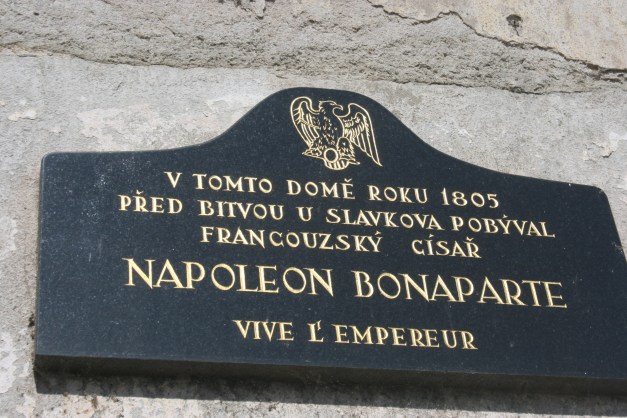 V TOMTO DOMĚ ROKU 1805
PŘED BITVOU U SLAVKOVA POBÝVAL
FRANCOUZSKÝ CÍSAŘ
NAPOLEON BONAPARTE
VIVE Ľ EMPEREUR